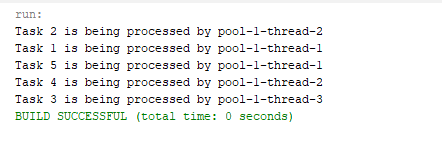 run:
Task 2 is being processed by pool-1-thread-2
Task 1 is being processed by pool-1-thread-1
Task 5 is being processed by pool-1-thread-1
Task 4 is being processed by pool-1-thread-2
Task 3 is being processed by pool-1-thread-3
BUILD SUCCESSFUL (total time: 0 seconds)